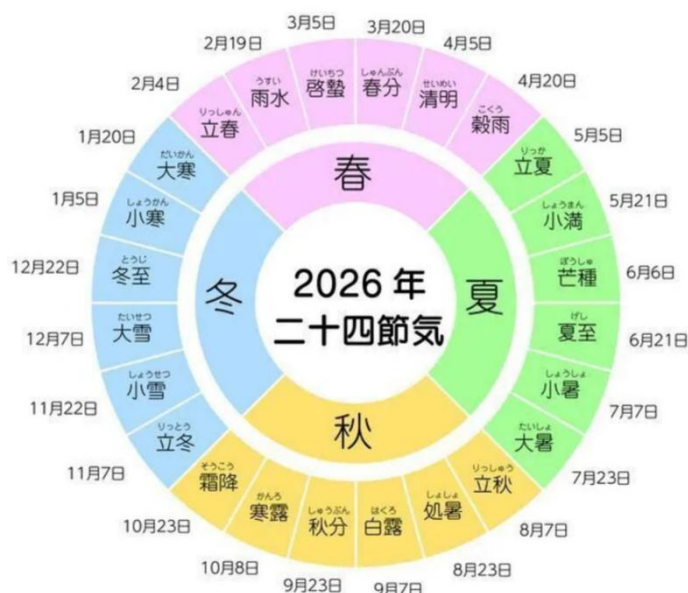 2026年
二十四節気
春
2月4日
りっしゅん
立春
2月19日
うすい
雨水
3月5日
けいちつ
啓蟄
3月20日
しゅんぶん
春分
4月5日
せいめい
清明
4月20日
こくう
穀雨
夏
5月5日
りっか
立夏
5月21日
しょうまん
小満
6月6日
ぼうしゅ
芒種
6月21日
げし
夏至
7月7日
しょうしょ
小暑
7月23日
たいしょ
大暑
秋
8月7日
りっしゅう
立秋
8月23日
しょしょ
処暑
9月7日
はくろ
白露
9月23日
しゅうぶん
秋分
10月8日
かんろ
寒露
10月23日
そうこう
霜降
冬
11月7日
りっとう
立冬
11月22日
しょうせつ
小雪
12月7日
たいせつ
大雪
12月22日
とうじ
冬至
1月5日
しょうかん
小寒
1月20日
だいかん
大寒